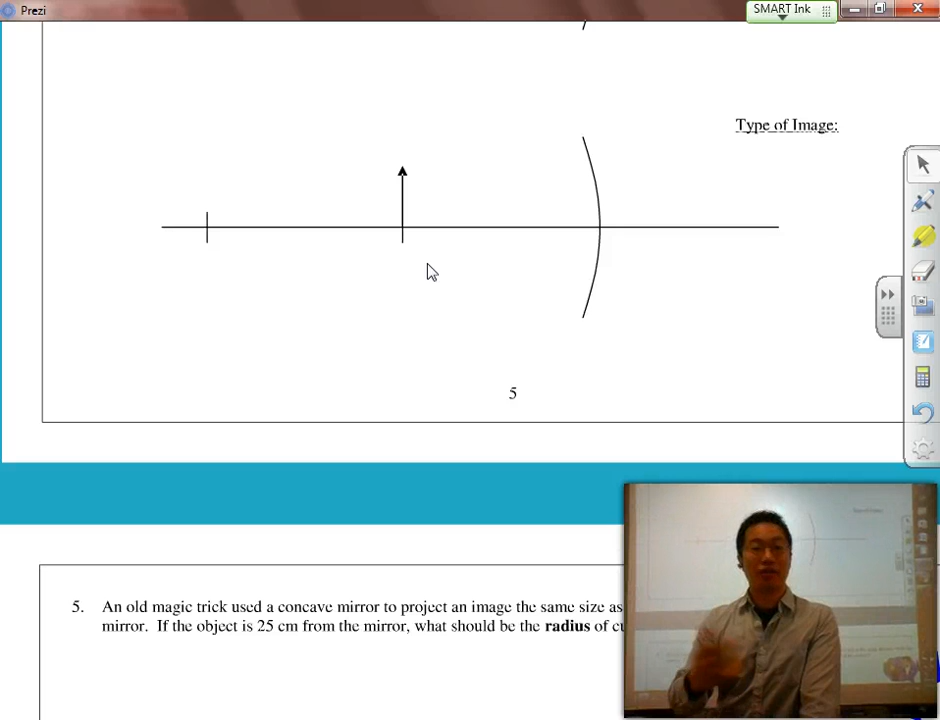 Prezi
SMART Ink
Type of Image:
5
5. An old magic trick used a concave mirror to project an image the same size as
mirror. If the object is 25 cm from the mirror, what should be the radius of